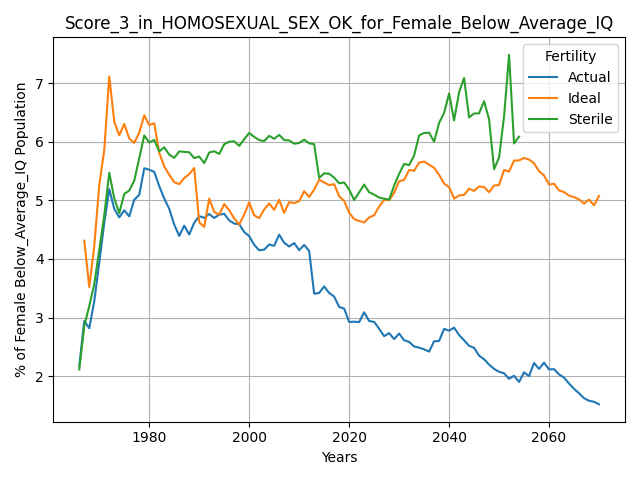 Score_3_in_HOMOSEXUAL_SEX_OK_for_Female_Below_Average_IQ
% of Female Below_Average_IQ Population
7
6
5
4
3
2
Fertility
Actual
Ideal
Sterile
1980
2000
2020
2040
2060
Years